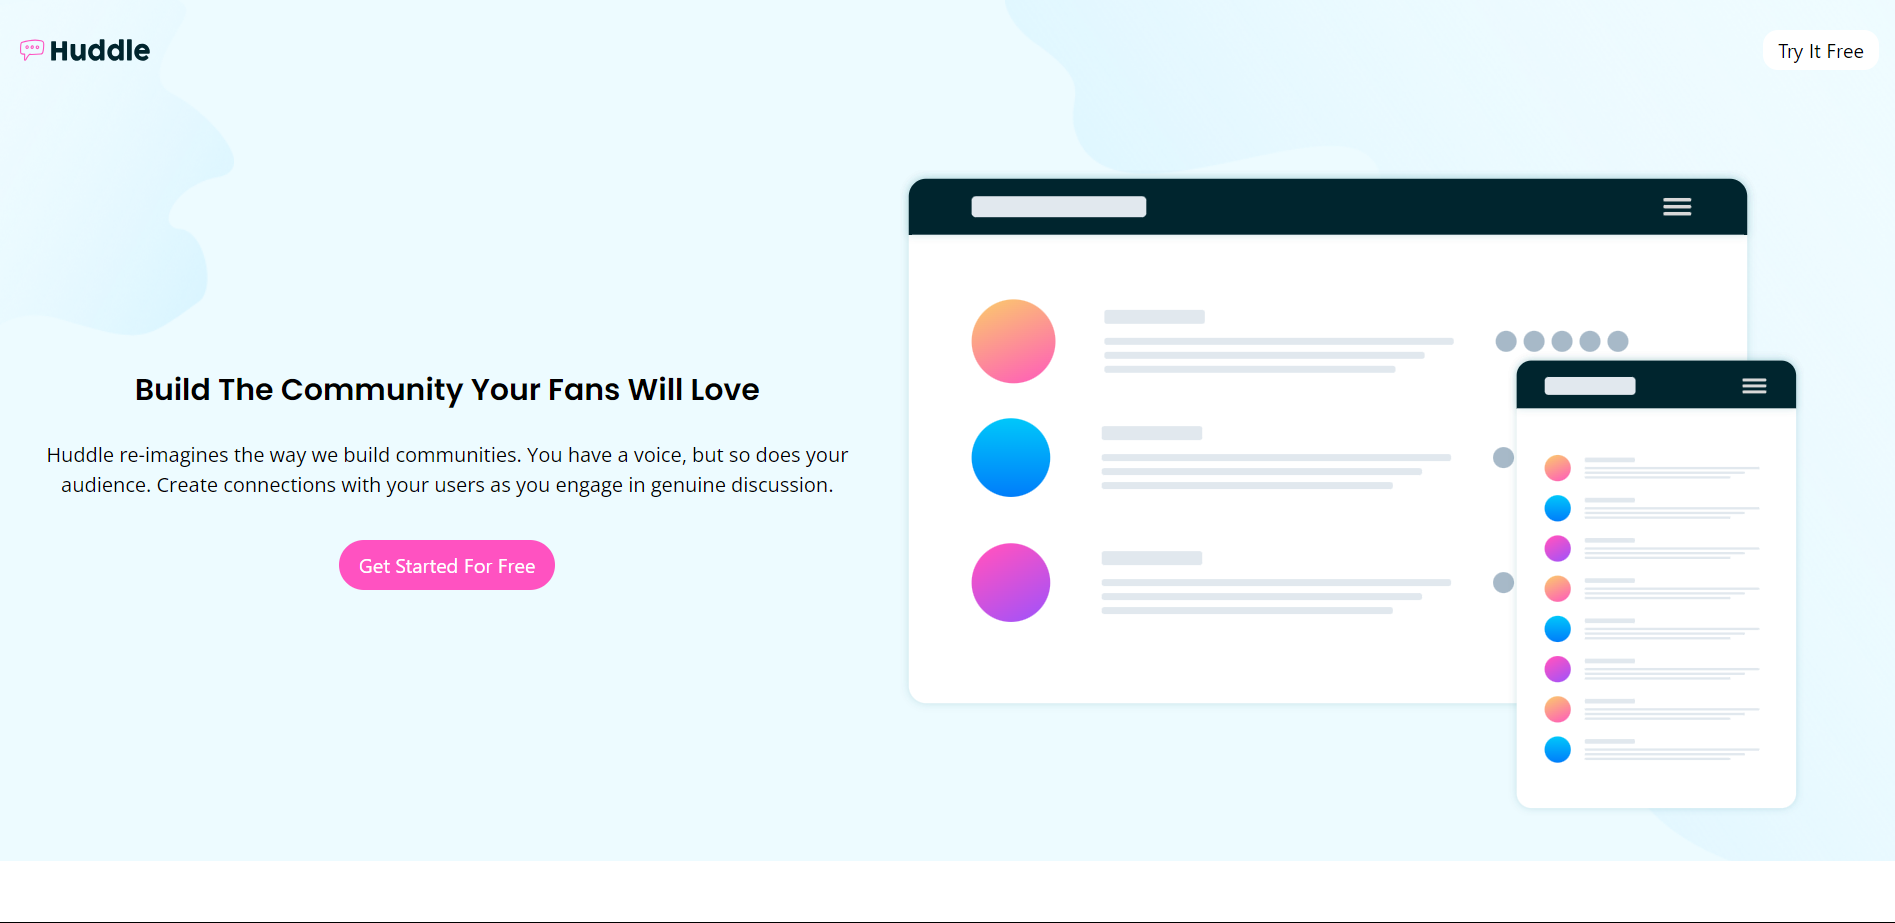 Huddle
Try It Free
Build The Community Your Fans Will Love
Huddle re-imagines the way we build communities. You have a voice, but so does your
audience. Create connections with your users as you engage in genuine discussion.
Get Started For Free